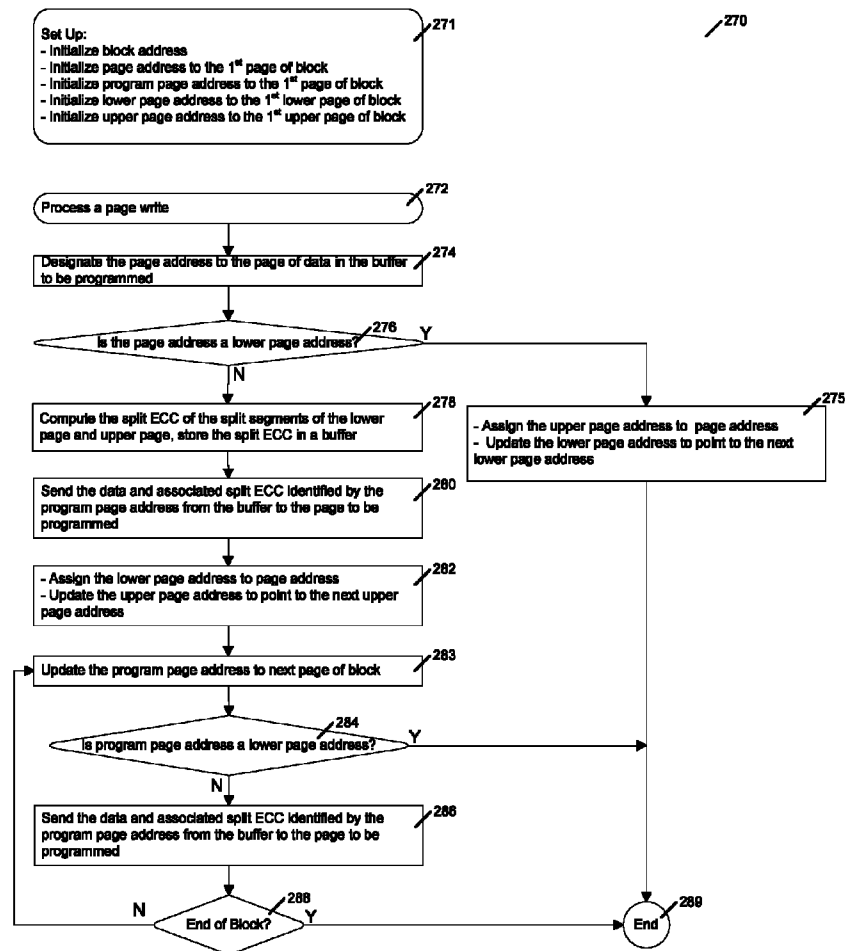 270
271
Set Up:
- Initialize block address
- Initialize page address to the 1st page of block
- Initialize program page address to the 1st page of block
- Initialize lower page address to the 1st lower page of block
- Initialize upper page address to the 1st upper page of block
272
Process a page write
274
Designate the page address to the page of data in the buffer
to be programmed
276
Is the page address a lower page address?
Y
N
278
Compute the split ECC of the split segments of the lower
page and upper page, store the split ECC in a buffer
275
- Assign the upper page address to page address
- Update the lower page address to point to the next
lower page address
280
Send the data and associated split ECC identified by the
program page address from the buffer to the page to be
programmed
282
- Assign the lower page address to page address
- Update the upper page address to point to the next upper
page address
283
Update the program page address to next page of block
284
Is program page address a lower page address?
Y
N
286
Send the data and associated split ECC identified by the
program page address from the buffer to the page to be
programmed
288
End of Block?
N
Y
289
End